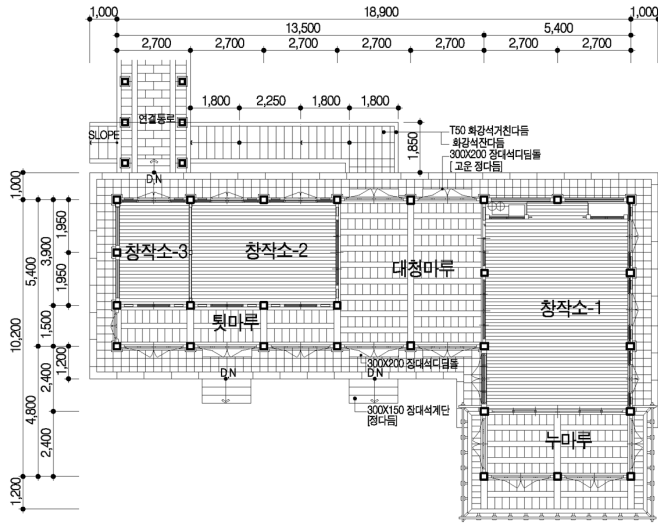 1,000
18,900
1,000
13,500
5,400
2,700
2,700
2,700
2,700
2,700
2,700
2,700
1,800
2,250
1,800
1,800
연결통로
SLOPE
1,850
T50 화강석거친다듬
화강석잔다듬
300X200 장대석디딤돌
[ 고운 정다듬]
D,N
1,000
1,950
3,900
5,400
1,950
1,500
10,200
1,200
2,400
4,800
2,400
1,200
창작소-3
창작소-2
대청마루
창작소-1
툇마루
300X200 장대석디딤돌
D,N
D,N
300X150 장대석계단
[정다듬]
누마루